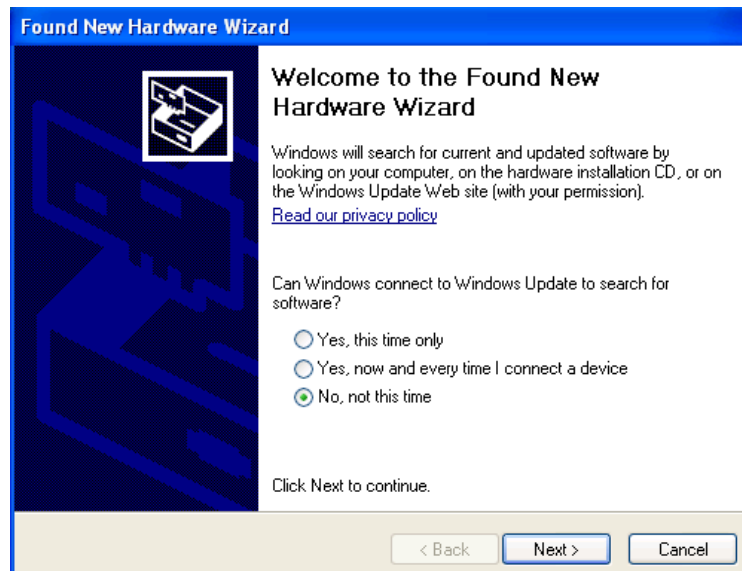 Found New Hardware Wizard
Welcome to the Found New
Hardware Wizard
Windows will search for current and updated software by
looking on your computer, on the hardware installation CD, or on
the Windows Update Web site (with your permission).
Read our privacy policy
Can Windows connect to Windows Update to search for
software?
Yes, this time only
Yes, now and every time I connect a device
No, not this time
Click Next to continue.
< Back
Next >
Cancel